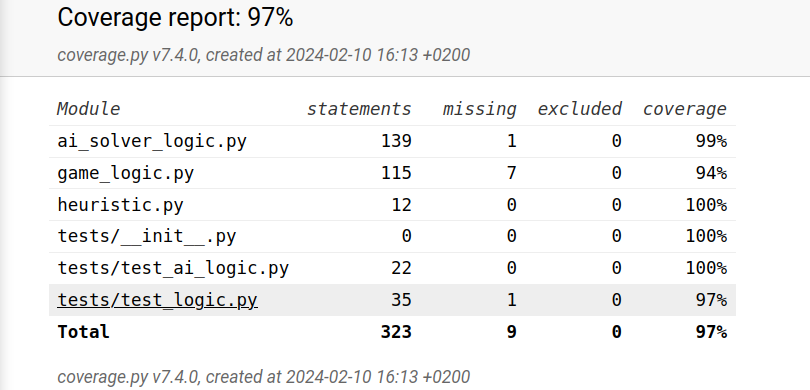 Coverage report: 97%
coverage.py v7.4.0, created at 2024-02-10 16:13 +0200
Module statements missing excluded coverage
ai_solver_logic.py 139 1 0 99%
game_logic.py 115 7 0 94%
heuristic.py 12 0 0 100%
tests/__init__.py 0 0 0 100%
tests/test_ai_logic.py 22 0 0 100%
tests/test_logic.py 35 1 0 97%
Total 323 9 0 97%
coverage.py v7.4.0, created at 2024-02-10 16:13 +0200